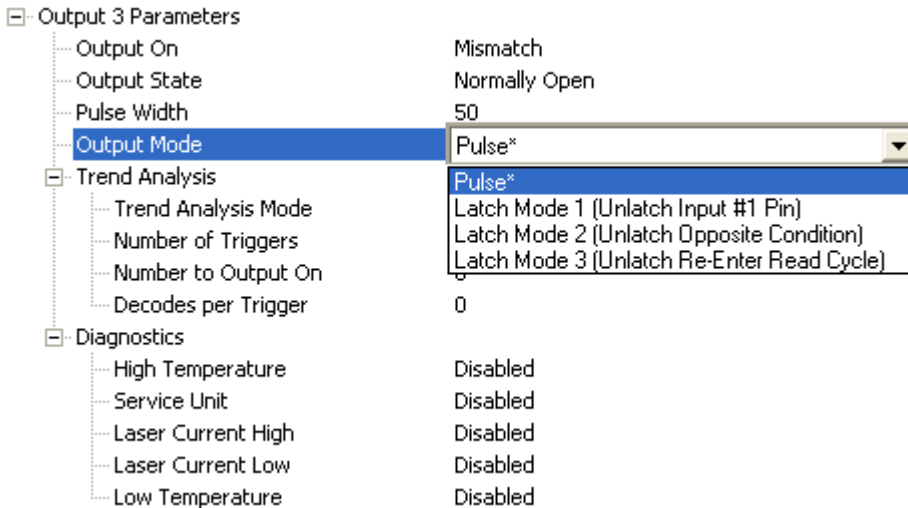 Output 3 Parameters
Output On Mismatch
Output State Normally Open
Pulse Width 50
Output Mode Pulse*
Pulse*
Trend Analysis
Latch Mode 1 (Unlatch Input #1 Pin)
Trend Analysis Mode
Latch Mode 2 (Unlatch Opposite Condition)
Number of Triggers
Latch Mode 3 (Unlatch Re-Enter Read Cycle)
Number to Output On
Decodes per Trigger 0
Diagnostics
High Temperature Disabled
Service Unit Disabled
Laser Current High Disabled
Laser Current Low Disabled
Low Temperature Disabled